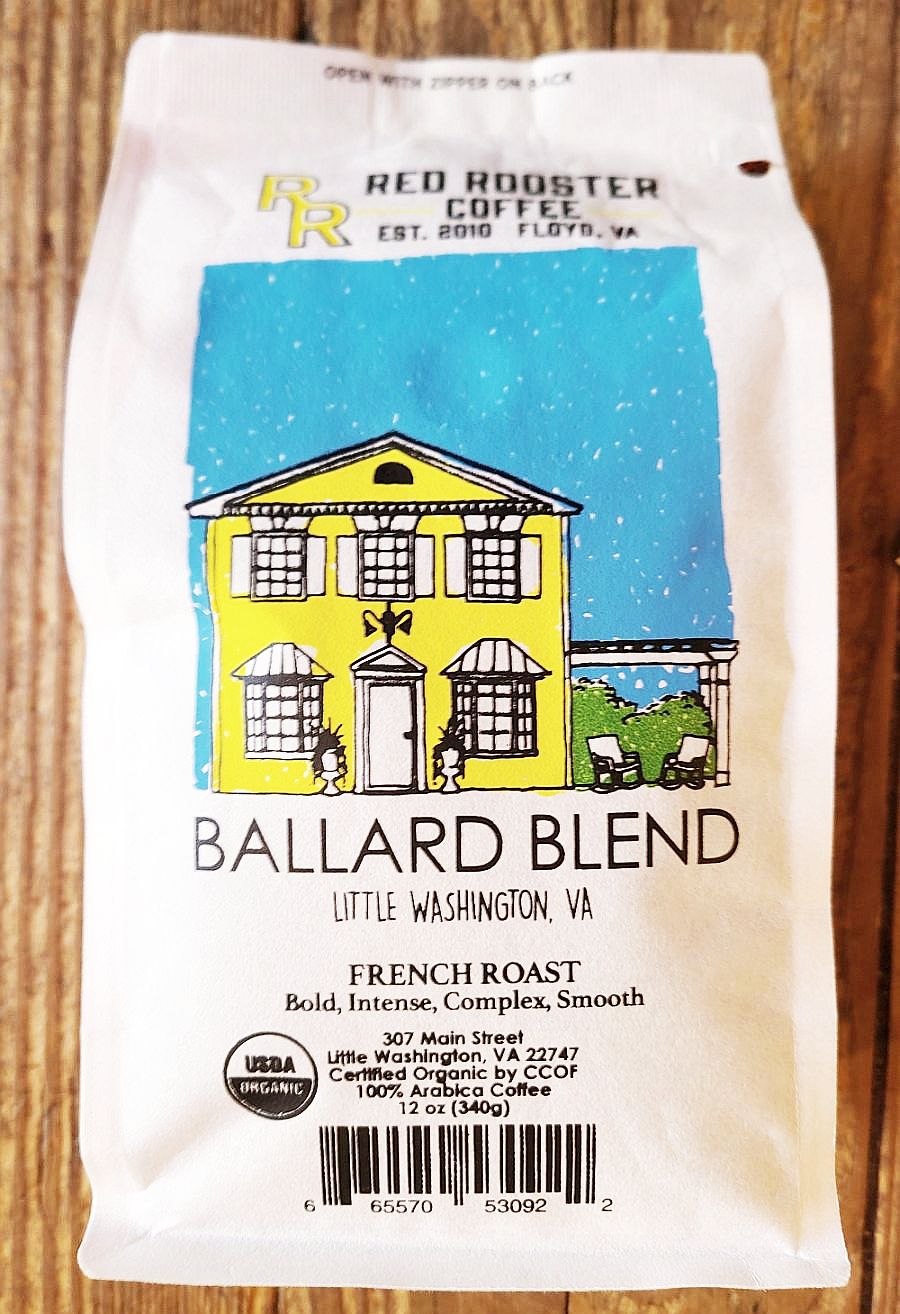 OPEN WITH ZIPPER ON BACK
RR
RED ROOSTER
COFFEE
EST. 2010 FLOYD, VA
BALLARD BLEND
LITTLE WASHINGTON, VA
FRENCH ROAST
Bold, Intense, Complex, Smooth
307 Main Street
Little Washington, VA 22747
Certified Organic by CCOF
100% Arabica Coffee
12 oz (340g)
USDA
ORGANIC
6 65570 53092 2